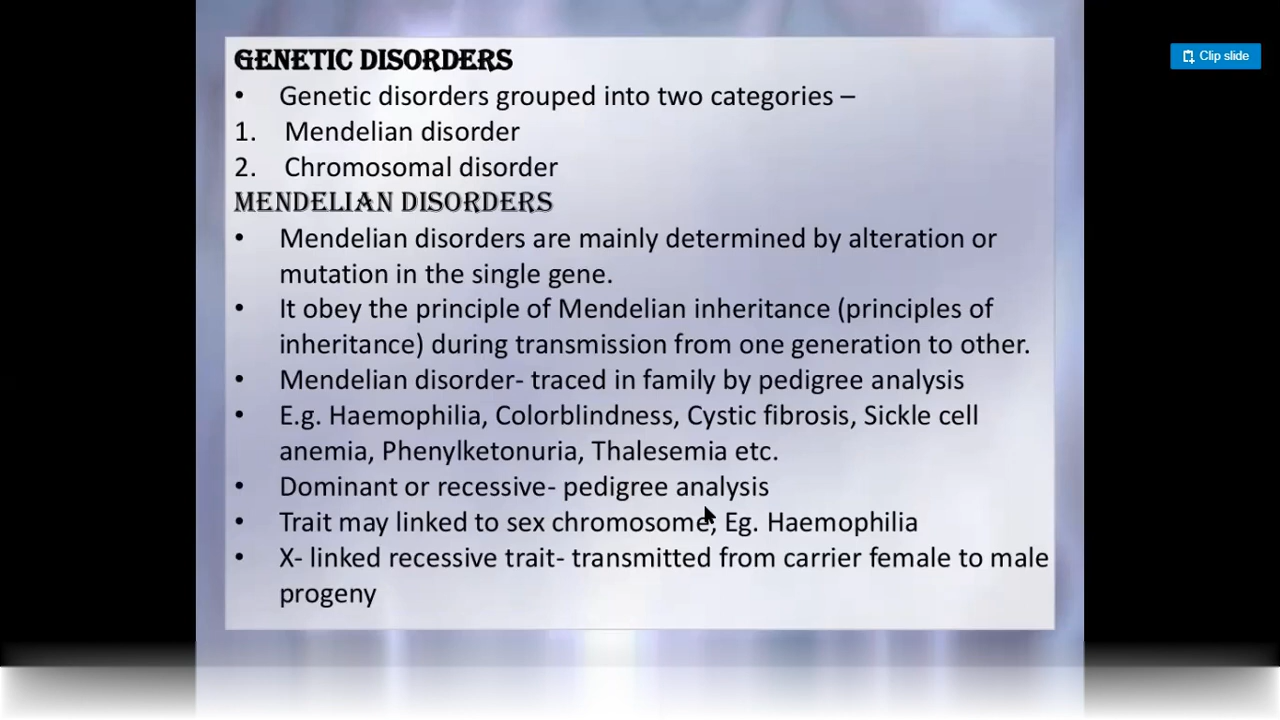 Clip slide
GENETIC DISORDERS
• Genetic disorders grouped into two categories –
1. Mendelian disorder
2. Chromosomal disorder
MENDELIAN DISORDERS
• Mendelian disorders are mainly determined by alteration or
mutation in the single gene.
• It obey the principle of Mendelian inheritance (principles of
inheritance) during transmission from one generation to other.
• Mendelian disorder- traced in family by pedigree analysis
• E.g. Haemophilia, Colorblindness, Cystic fibrosis, Sickle cell
anemia, Phenylketonuria, Thalesemia etc.
• Dominant or recessive- pedigree analysis
• Trait may linked to sex chromosome, Eg. Haemophilia
• X- linked recessive trait- transmitted from carrier female to male
progeny